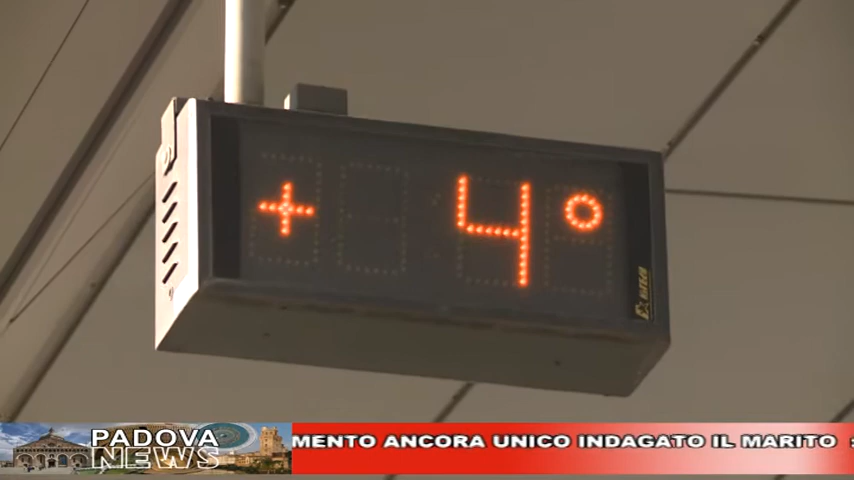 + 4°
PADOVA
NEWS
MENTO ANCORA UNICO INDAGATO IL MARITO